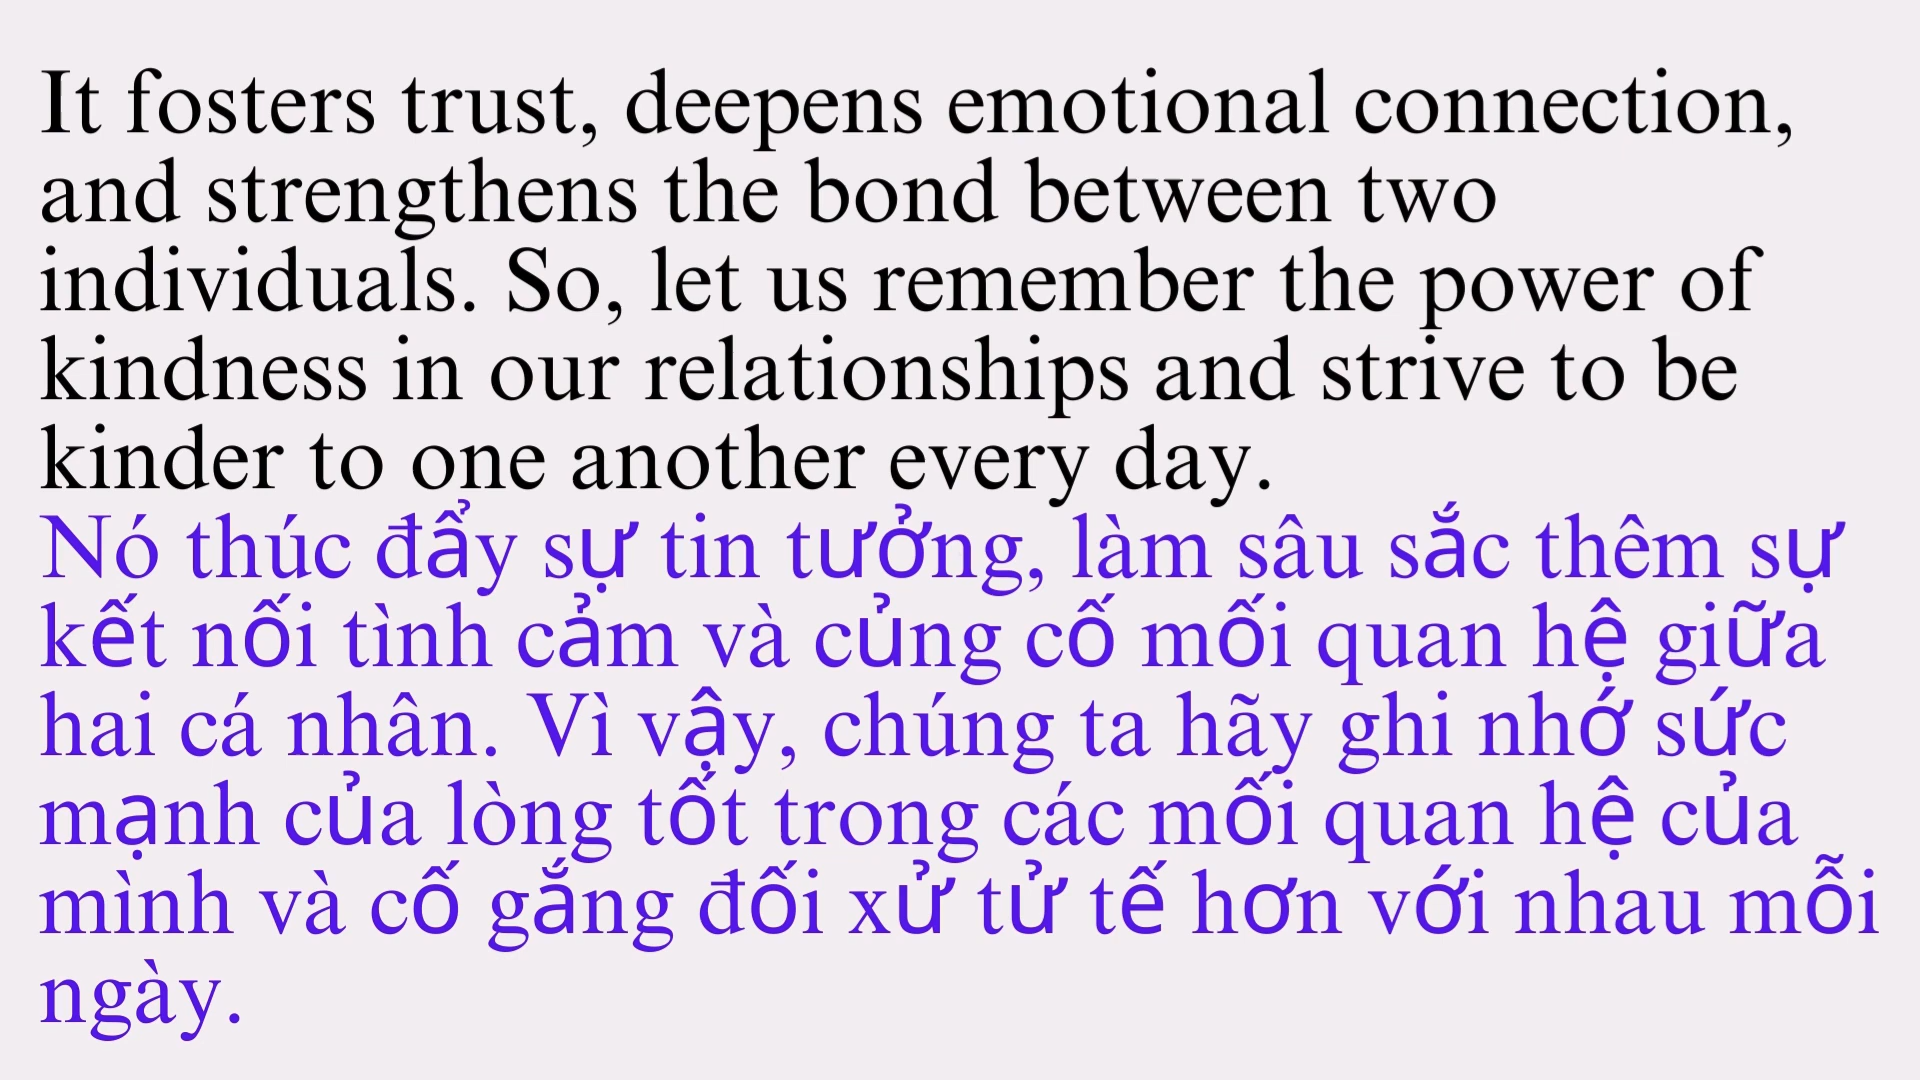 It fosters trust, deepens emotional connection,
and strengthens the bond between two
individuals. So, let us remember the power of
kindness in our relationships and strive to be
kinder to one another every day.
Nó thúc đẩy sự tin tưởng, làm sâu sắc thêm sự
kết nối tình cảm và củng cố mối quan hệ giữa
hai cá nhân. Vì vậy, chúng ta hãy ghi nhớ sức
mạnh của lòng tốt trong các mối quan hệ của
mình và cố gắng đối xử tử tế hơn với nhau mỗi
ngày.